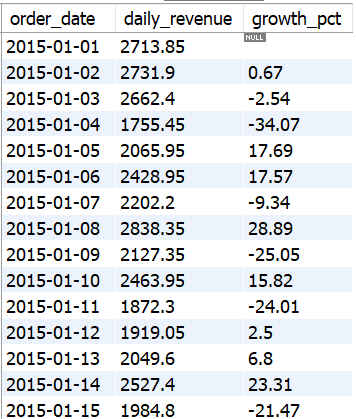 order_date daily_revenue growth_pct
2015-01-01 2713.85 NULL
2015-01-02 2731.9 0.67
2015-01-03 2662.4 -2.54
2015-01-04 1755.45 -34.07
2015-01-05 2065.95 17.69
2015-01-06 2428.95 17.57
2015-01-07 2202.2 -9.34
2015-01-08 2838.35 28.89
2015-01-09 2127.35 -25.05
2015-01-10 2463.95 15.82
2015-01-11 1872.3 -24.01
2015-01-12 1919.05 2.5
2015-01-13 2049.6 6.8
2015-01-14 2527.4 23.31
2015-01-15 1984.8 -21.47